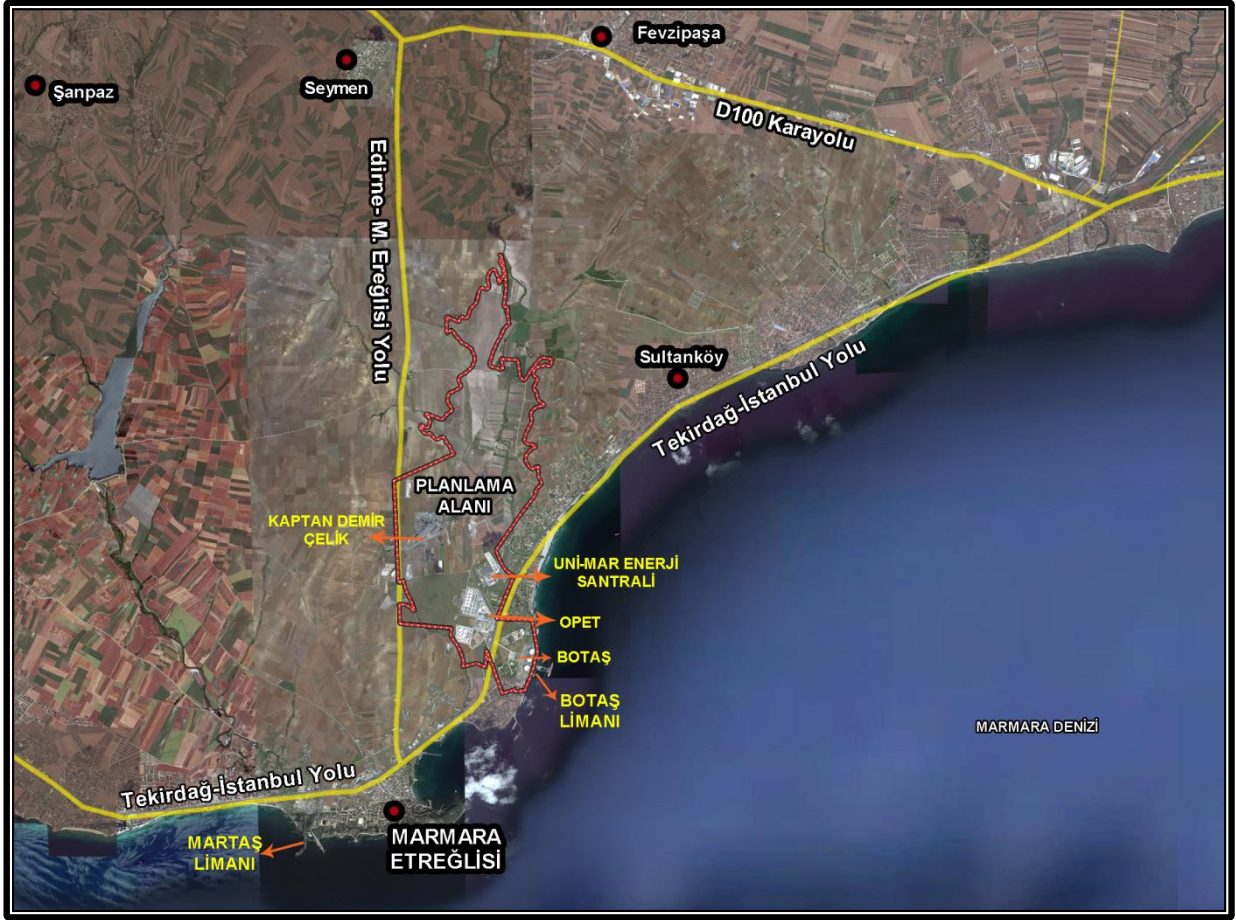 Fevzipaşa
Seymen
Şanpaz
D100 Karayolu
Edirne- M. Ereğlisi Yolu
Sultanköy
Tekirdağ-İstanbul Yolu
PLANLAMA
ALANI
KAPTAN DEMİR
ÇELİK
UNİ-MAR ENERJİ
SANTRALİ
OPET
BOTAŞ
BOTAŞ
LİMANI
MARMARA DENİZİ
Tekirdağ-İstanbul Yolu
MARTAŞ
LİMANI
MARMARA
ETREĞLİSİ